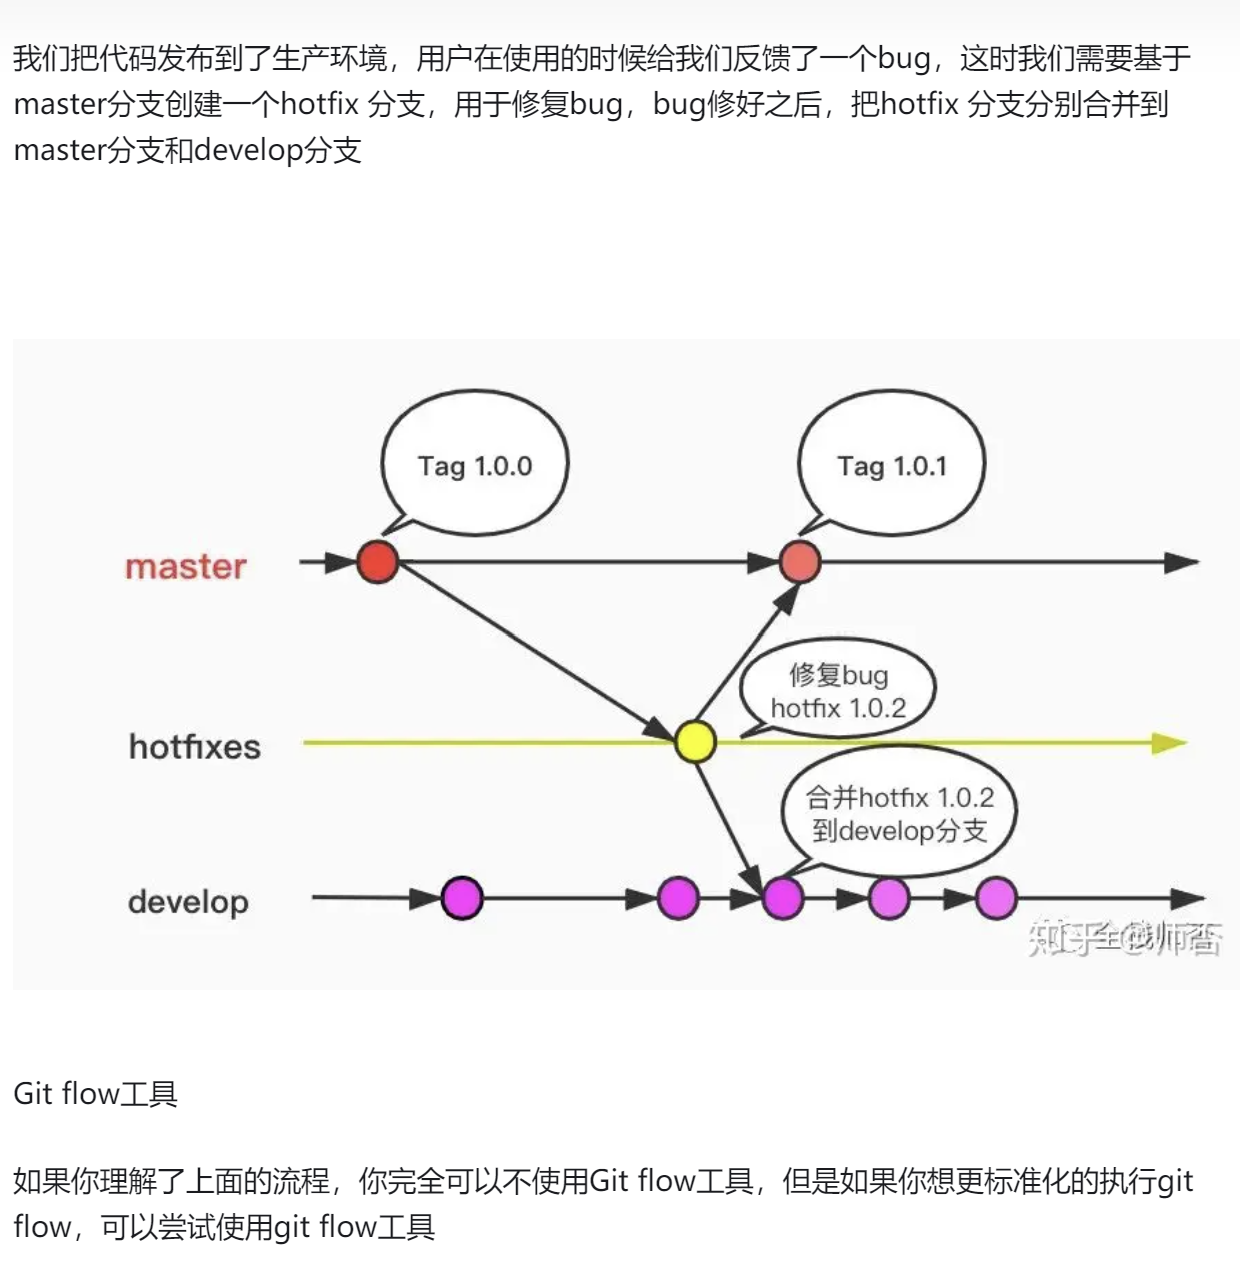 我们把代码发布到了生产环境，用户在使用的时候给我们反馈了一个bug，这时我们需要基于
master分支创建一个hotfix 分支，用于修复bug，bug修好之后，把hotfix 分支分别合并到
master分支和develop分支
Tag 1.0.0
Tag 1.0.1
master
修复bug
hotfix 1.0.2
hotfixes
合并hotfix 1.0.2
到develop分支
develop
知乎
Git flow工具
如果你理解了上面的流程，你完全可以不使用Git flow工具，但是如果你想更标准化的执行git
flow，可以尝试使用git flow工具